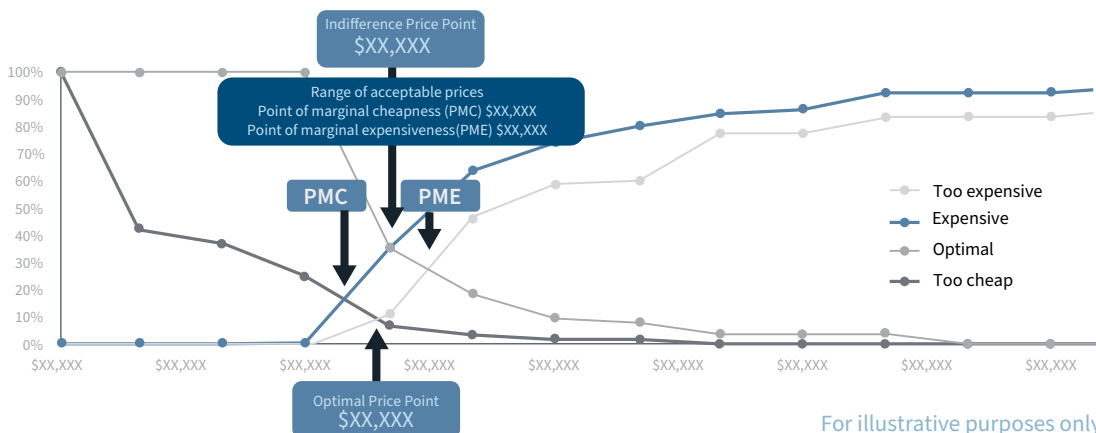 Indifference Price Point
$XX,XXX
Range of acceptable prices
Point of marginal cheapness (PMC) $XX,XXX
Point of marginal expensiveness(PME) $XX,XXX
100%
90%
80%
70%
60%
50%
40%
30%
20%
10%
0%
PMC
PME
Too expensive
Expensive
Optimal
Too cheap
$XX,XXX
$XX,XXX
$XX,XXX
$XX,XXX
$XX,XXX
$XX,XXX
$XX,XXX
$XX,XXX
$XX,XXX
Optimal Price Point
$XX,XXX
For illustrative purposes only